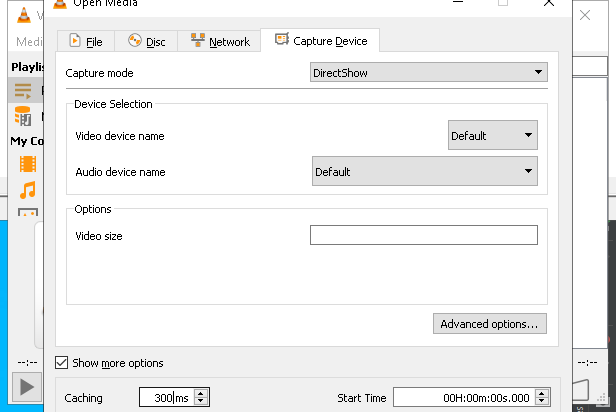 Open Media
Medi
File
Disc
Network
Capture Device
Playlis
Capture mode
DirectShow
Device Selection
Video device name
Default
My Co
Audio device name
Default
Options
Video size
Advanced options...
--:--
Show more options
--:--
Caching
300 ms
Start Time
00H:00m:00s.000